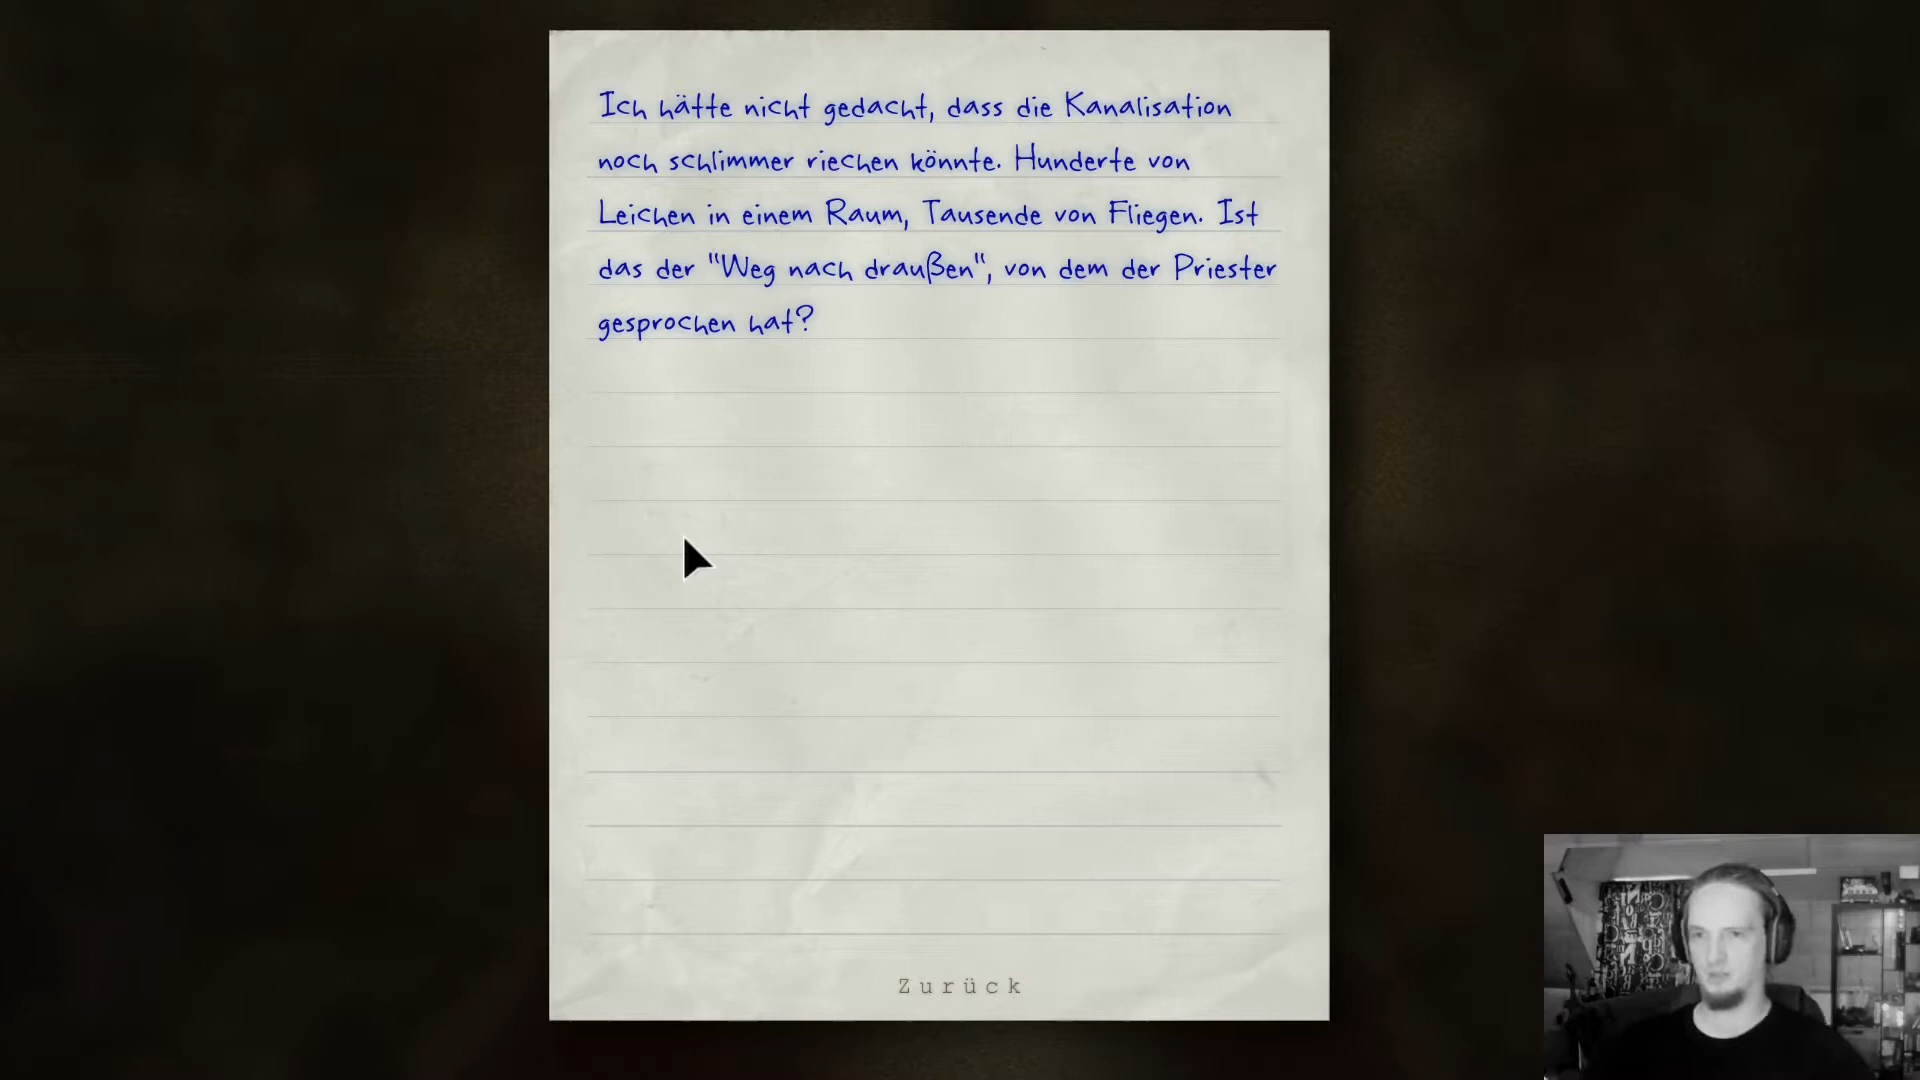 Ich hätte nicht gedacht, dass die Kanalisation
noch schlimmer riechen könnte. Hunderte von
Leichen in einem Raum, Tausende von Fliegen. Ist
das der "Weg nach draußen", von dem der Priester
gesprochen hat?
Zurück